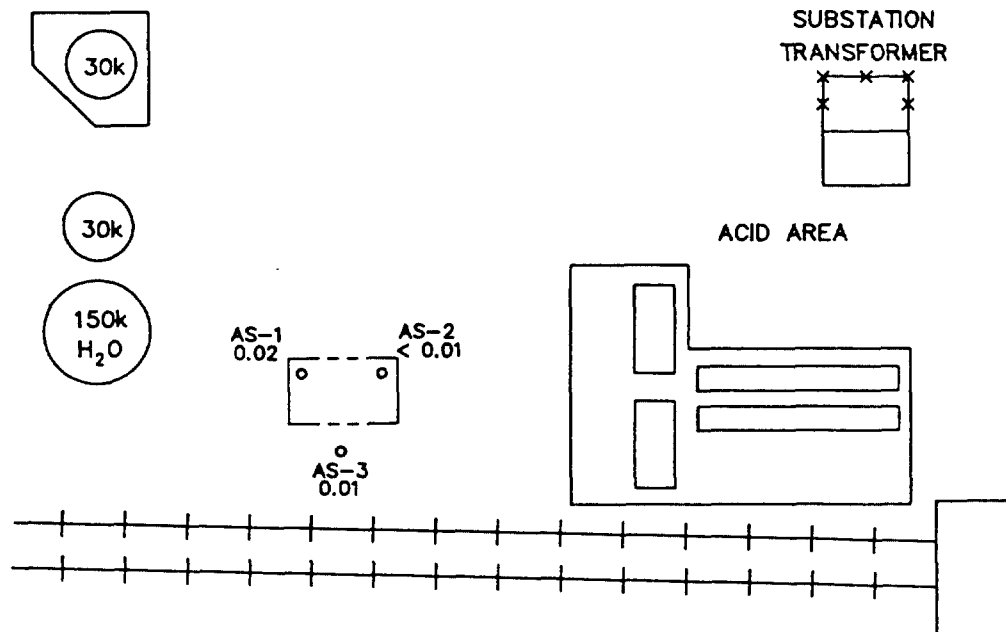 SUBSTATION
TRANSFORMER
30k
30k
ACID AREA
150k
H₂O
AS-1
0.02
AS-2
< 0.01
AS-3
0.01